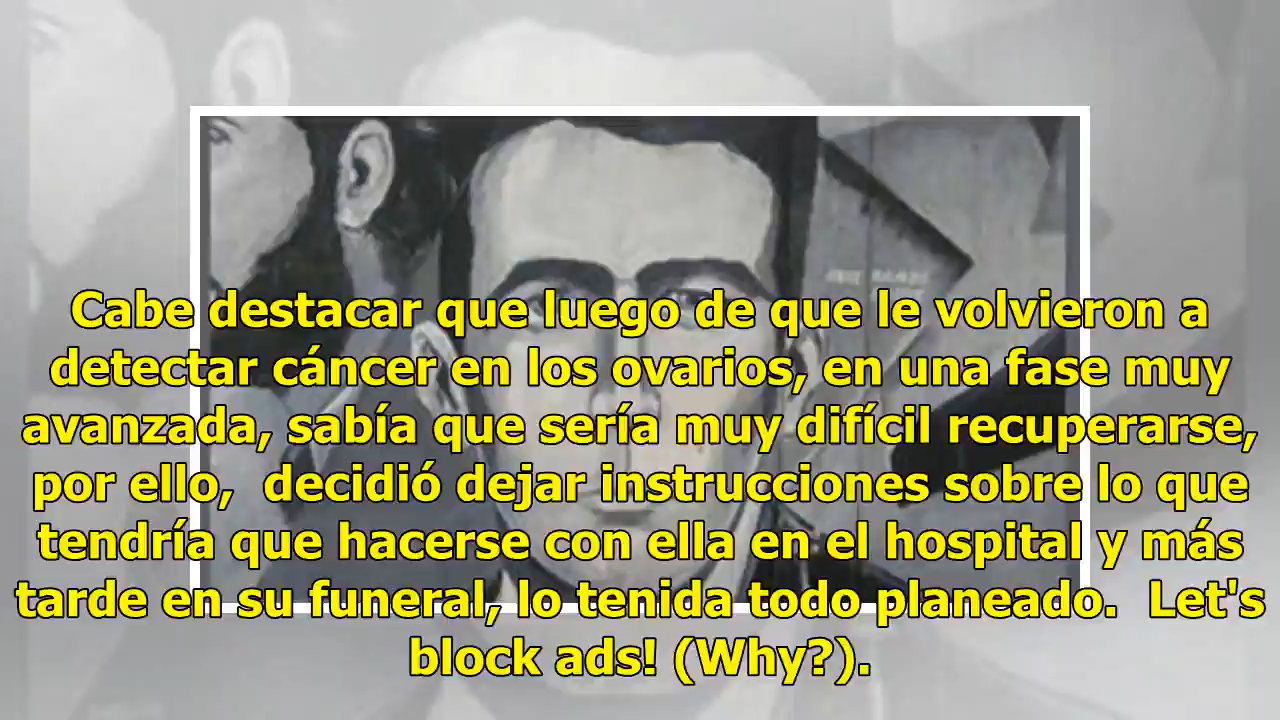 Cabe destacar que luego de que le volvieron a
detectar cáncer en los ovarios, en una fase muy
avanzada, sabía que sería muy difícil recuperarse,
por ello,  decidió dejar instrucciones sobre lo que
tendría que hacerse con ella en el hospital y más
tarde en su funeral, lo tenida todo planeado.  Let's
block ads! (Why?).